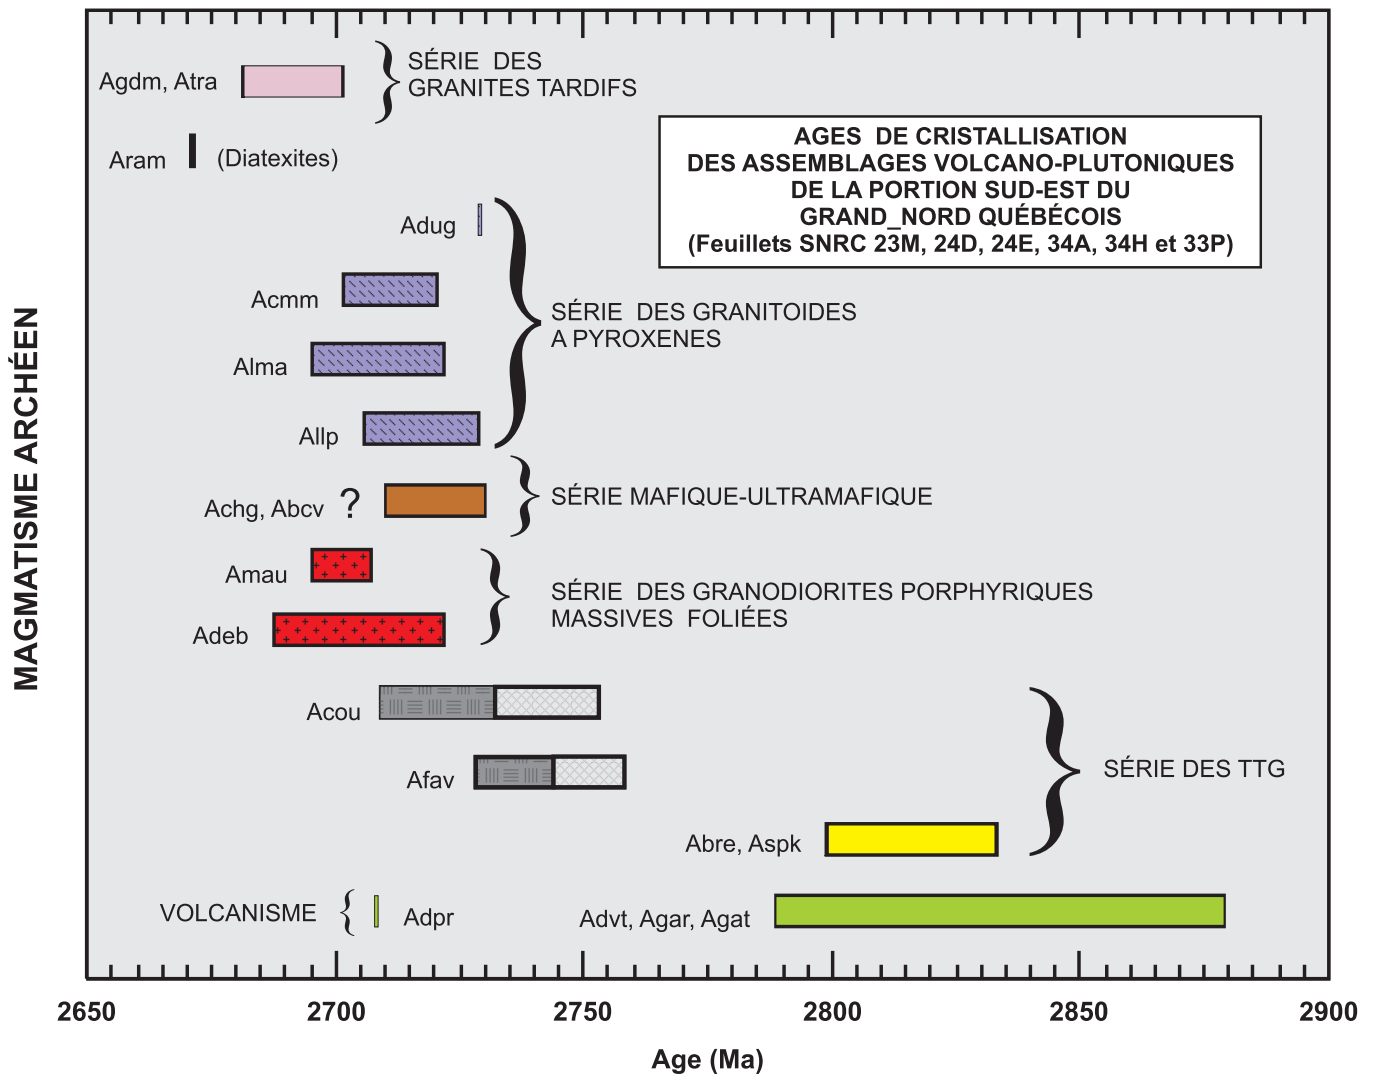 SÉRIE DES
GRANITES TARDIFS
Agdm, Atra
AGES DE CRISTALLISATION
DES ASSEMBLAGES VOLCANO-PLUTONIQUES
DE LA PORTION SUD-EST DU
GRAND_NORD QUÉBÉCOIS
(Feuillets SNRC 23M, 24D, 24E, 34A, 34H et 33P)
Aram
(Diatexites)
Adug
Acmm
SÉRIE DES GRANITOIDES
A PYROXENES
Alma
Allp
Achg, Abcv ?
SÉRIE MAFIQUE-ULTRAMAFIQUE
Amau
SÉRIE DES GRANODIORITES PORPHYRIQUES
MASSIVES FOLIÉES
Adeb
Acou
Afav
SÉRIE DES TTG
Abre, Aspk
VOLCANISME
Adpr
Advt, Agar, Agat
MAGMATISME ARCHÉEN
2650 2700 2750 2800 2850 2900
Age (Ma)